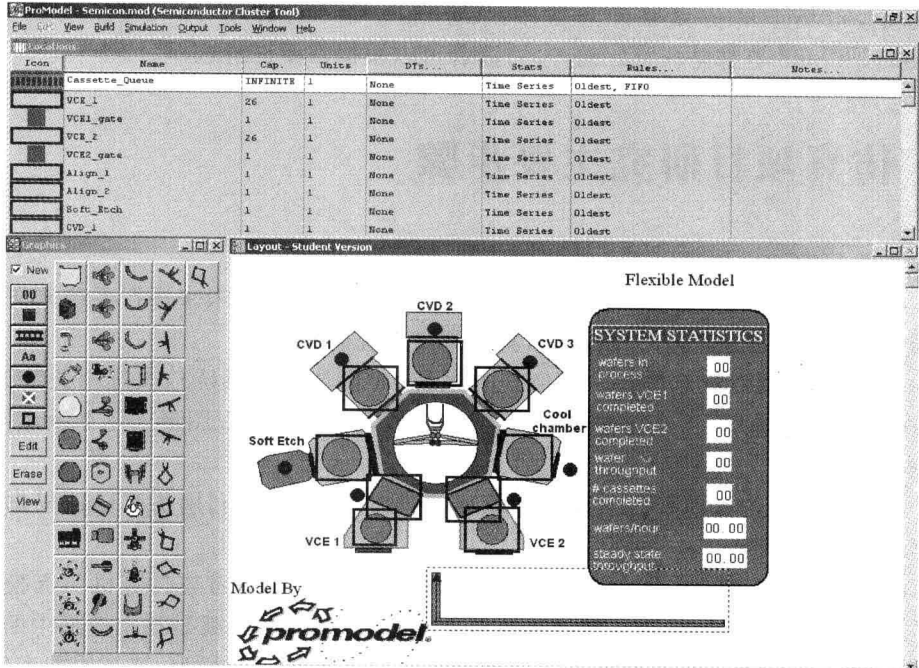 ProModel - Semicon.mod (Semiconductor Cluster Tool)
File Edit View Build Simulation Output Tools Window Help
Locations
Icon Name Cap. Units DTs... Stats Rules... Notes...
Cassette_Queue INFINITE 1 None Time Series Oldest, FIFO
VCE_1 26 1 None Time Series Oldest
VCE1_gate 1 1 None Time Series Oldest
VCE_2 26 1 None Time Series Oldest
VCE2_gate 1 1 None Time Series Oldest
Align_1 1 1 None Time Series Oldest
Align_2 1 1 None Time Series Oldest
Soft_Etch 1 1 None Time Series Oldest
CVD_1 1 1 None Time Series Oldest
Graphics
New
00
Aa
Edit
Erase
View
Layout - Student Version
Flexible Model
CVD 2
CVD 1
CVD 3
Cool
chamber
Soft Etch
VCE 1
VCE 2
SYSTEM STATISTICS
wafers in
process 00
wafers VCE1
completed 00
wafers VCE2
completed 00
wafer
throughput 00
# cassettes
completed 00
wafers/hour 00.00
steady state
throughput 00.00
Model By
promodel